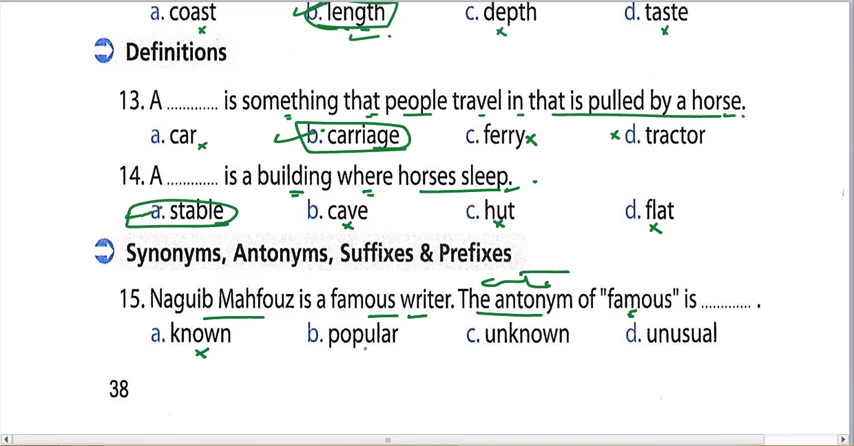 a. coast b. length c. depth d. taste
Definitions
13. A ............. is something that people travel in that is pulled by a horse.
a. car b. carriage c. ferry d. tractor
14. A ............. is a building where horses sleep.
a. stable b. cave c. hut d. flat
Synonyms, Antonyms, Suffixes & Prefixes
15. Naguib Mahfouz is a famous writer. The antonym of "famous" is ............. .
a. known b. popular c. unknown d. unusual
38